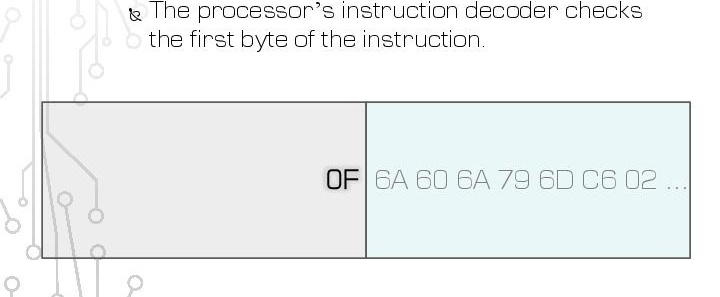 The processor's instruction decoder checks
the first byte of the instruction.
0F 6A 60 6A 79 6D C6 02 ...